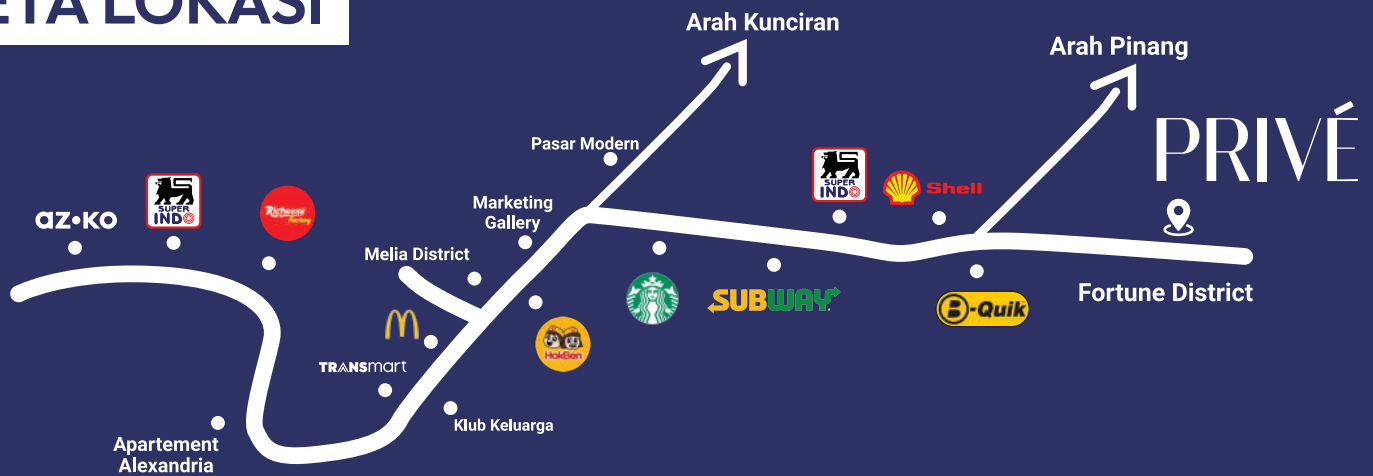 ETA LOKASI
Arah Kunciran
Arah Pinang
PRIVÉ
Pasar Modern
SUPER
INDO
Shell
az•ko
SUPER
INDO
Richeese
Factory
Marketing
Gallery
Melia District
SUBWAY
B-Quik
Fortune District
HokBen
TRANSmart
Klub Keluarga
Apartement
Alexandria